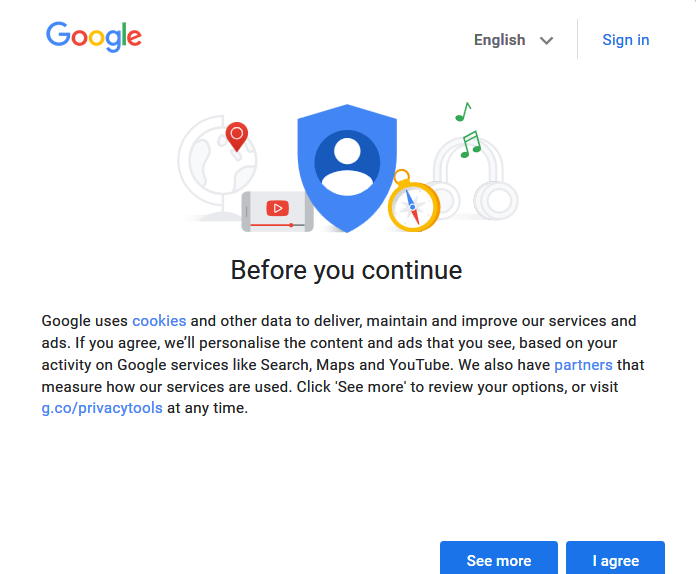 Google
English
Sign in
Before you continue
Google uses cookies and other data to deliver, maintain and improve our services and
ads. If you agree, we’ll personalise the content and ads that you see, based on your
activity on Google services like Search, Maps and YouTube. We also have partners that
measure how our services are used. Click 'See more' to review your options, or visit
g.co/privacytools at any time.
See more
I agree